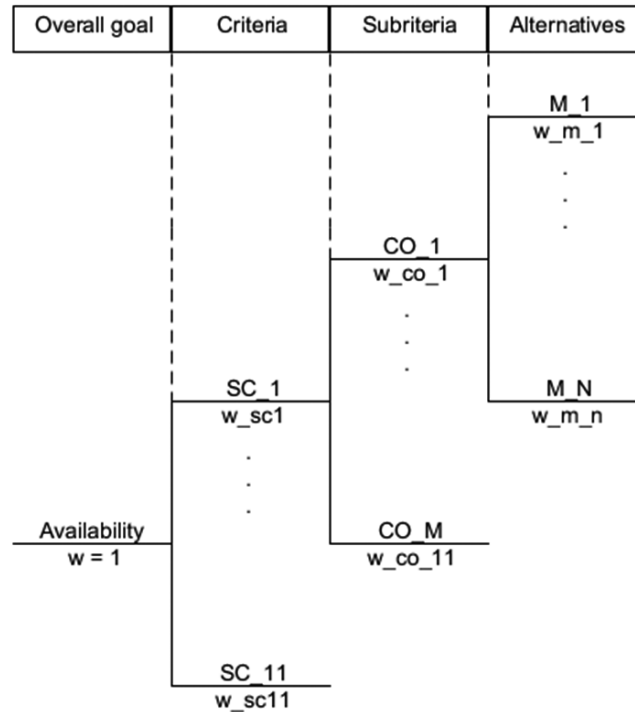 Overall goal Criteria Subriteria Alternatives
M_1
w_m_1
CO_1
w_co_1
SC_1
w_sc1
M_N
w_m_n
Availability
w = 1
CO_M
w_co_11
SC_11
w_sc11